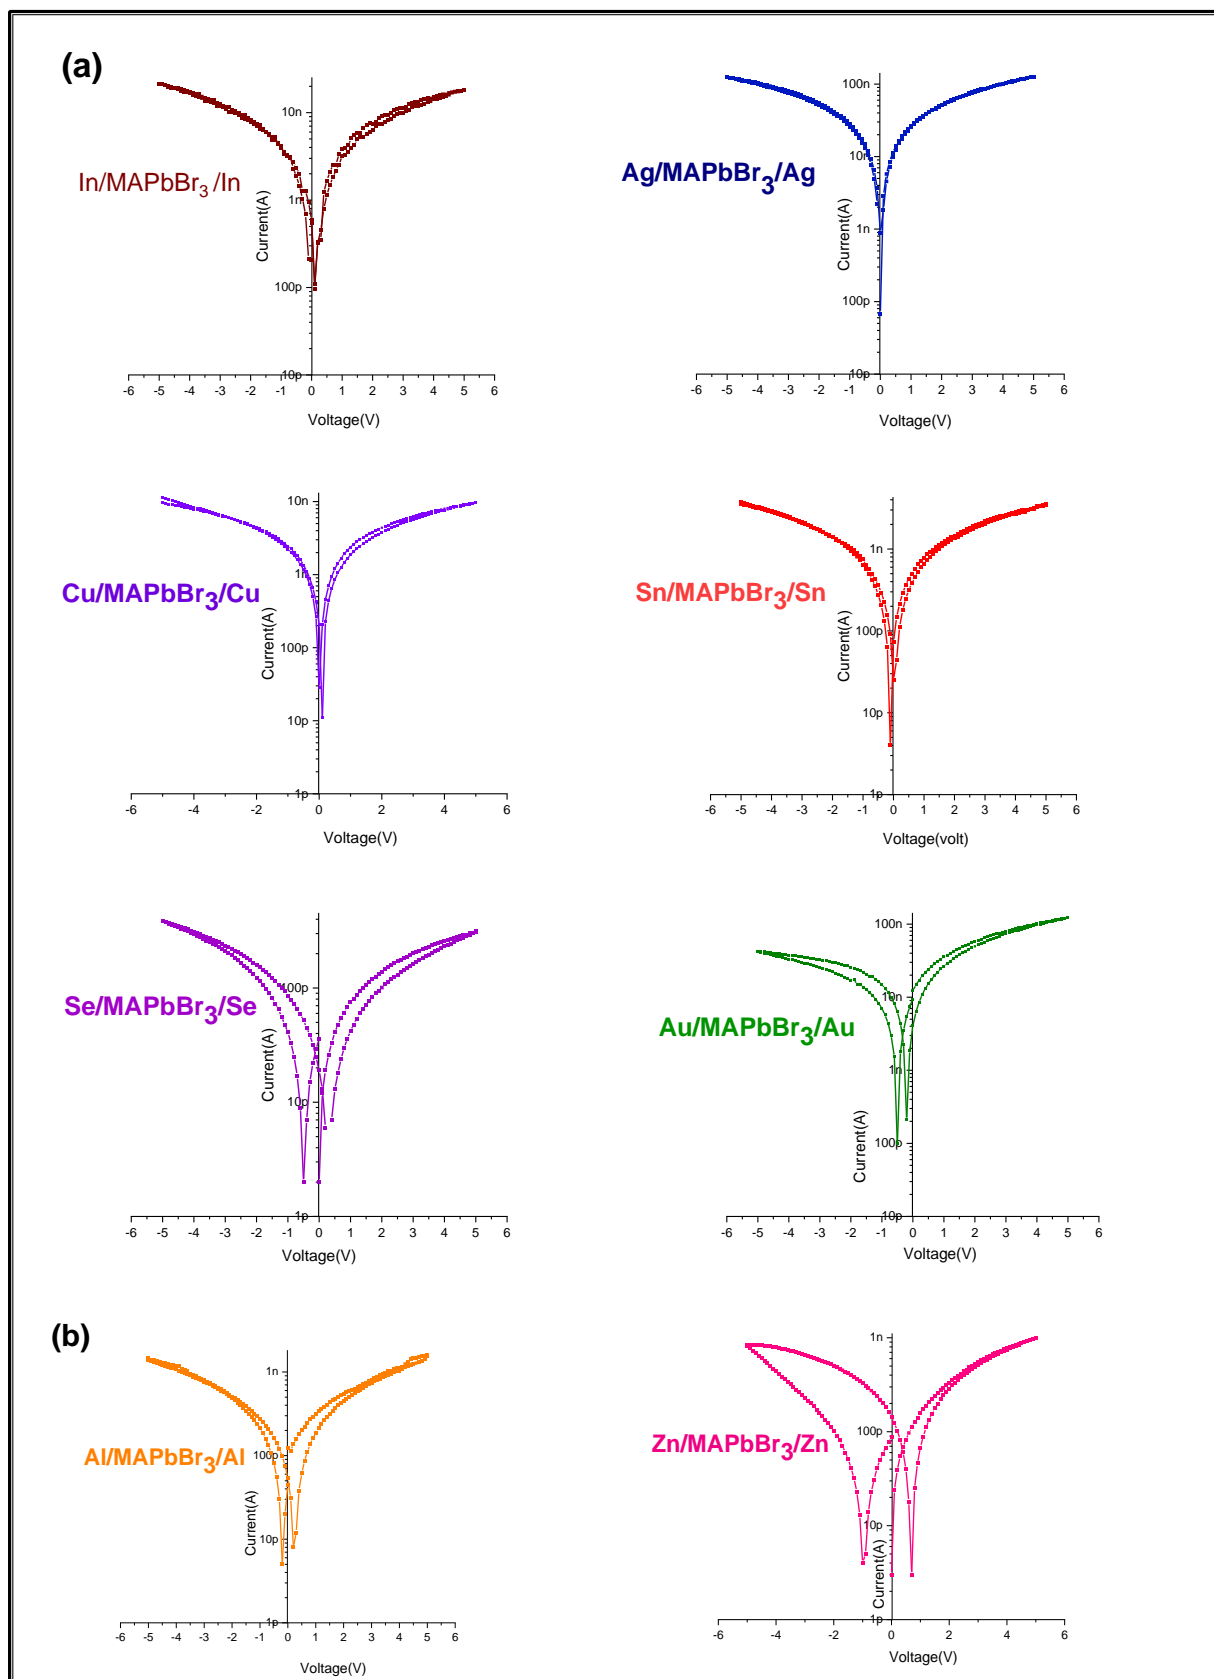 (a)
10n
1n
100p
10p
Current(A)
In/MAPbBr3/In
-6 -5 -4 -3 -2 -1 0 1 2 3 4 5 6
Voltage(V)
100n
10n
1n
100p
10p
Current(A)
Ag/MAPbBr3/Ag
-6 -5 -4 -3 -2 -1 0 1 2 3 4 5 6
Voltage(V)
10n
1n
100p
10p
1p
Current(A)
Cu/MAPbBr3/Cu
-6 -4 -2 0 2 4 6
Voltage(V)
1n
100p
10p
1p
Current(A)
Sn/MAPbBr3/Sn
-6 -5 -4 -3 -2 -1 0 1 2 3 4 5 6
Voltage(volt)
100p
10p
1p
Current(A)
Se/MAPbBr3/Se
-6 -5 -4 -3 -2 -1 0 1 2 3 4 5 6
Voltage(V)
100n
10n
1n
100p
10p
Current(A)
Au/MAPbBr3/Au
-6 -5 -4 -3 -2 -1 0 1 2 3 4 5 6
Voltage(V)
(b)
1n
100p
10p
1p
Current(A)
Al/MAPbBr3/Al
-6 -5 -4 -3 -2 -1 0 1 2 3 4 5 6
Voltage(V)
1n
100p
10p
1p
Current(A)
Zn/MAPbBr3/Zn
-6 -4 -2 0 2 4 6
Voltage(V)